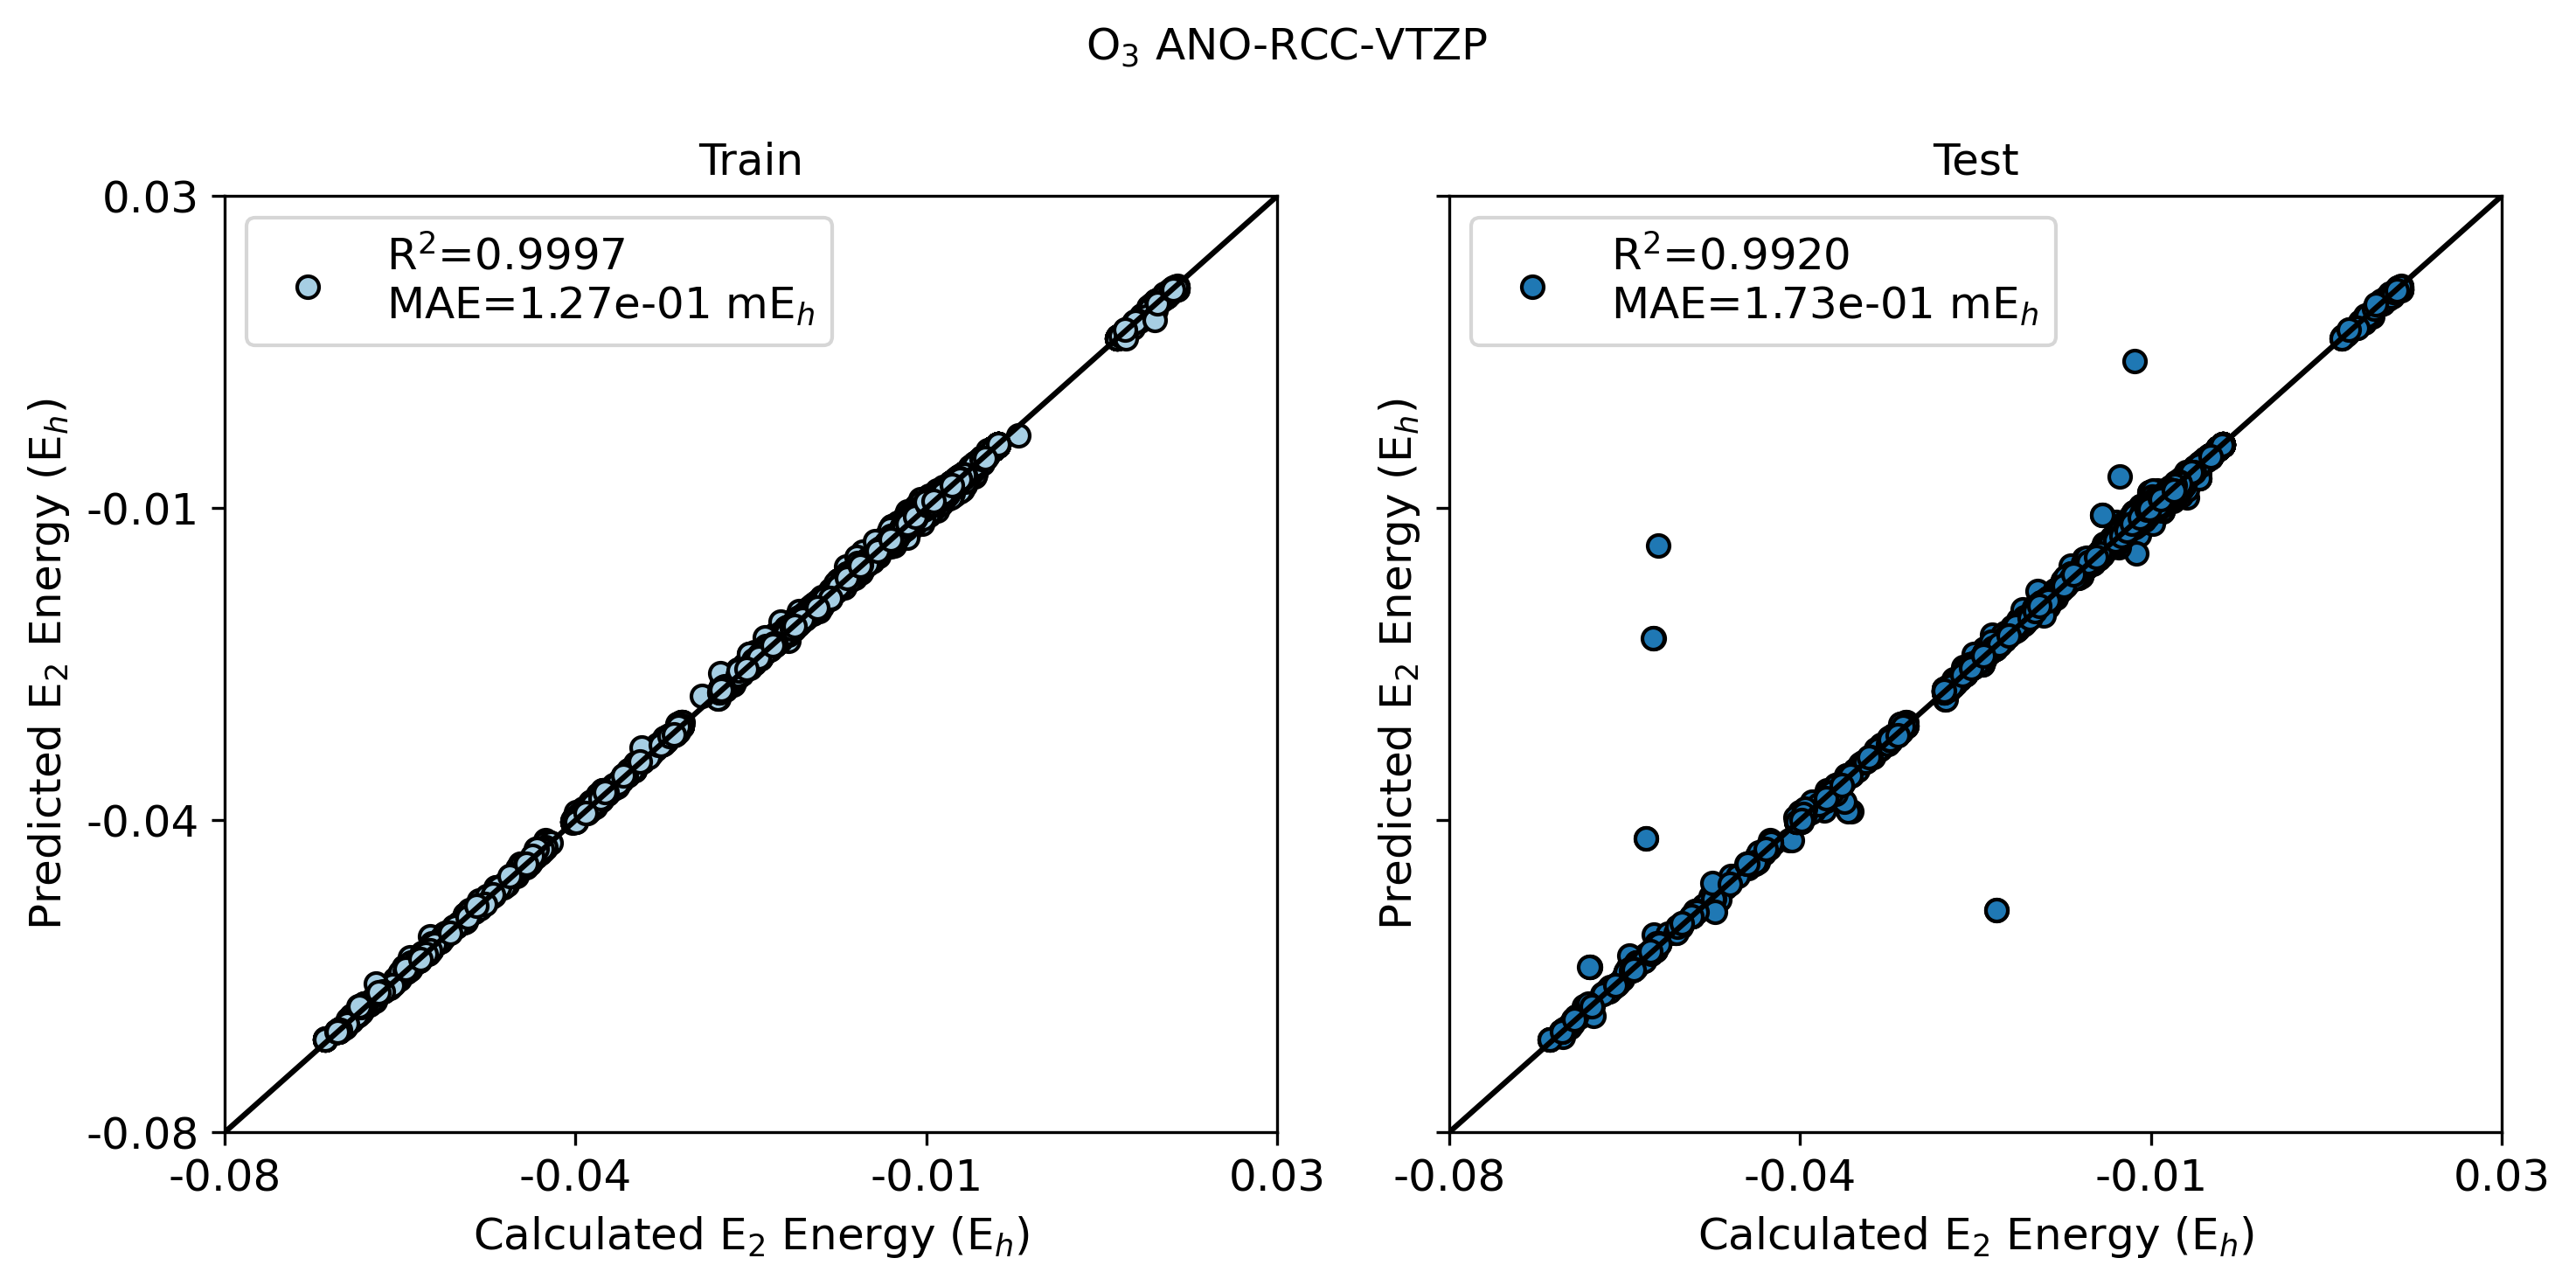 O₃ ANO-RCC-VTZP
Train
R²=0.9997
MAE=1.27e-01 mEₕ
0.03
-0.01
-0.04
-0.08
Predicted E₂ Energy (Eₕ)
-0.08 -0.04 -0.01 0.03
Calculated E₂ Energy (Eₕ)
Test
R²=0.9920
MAE=1.73e-01 mEₕ
Predicted E₂ Energy (Eₕ)
-0.08 -0.04 -0.01 0.03
Calculated E₂ Energy (Eₕ)